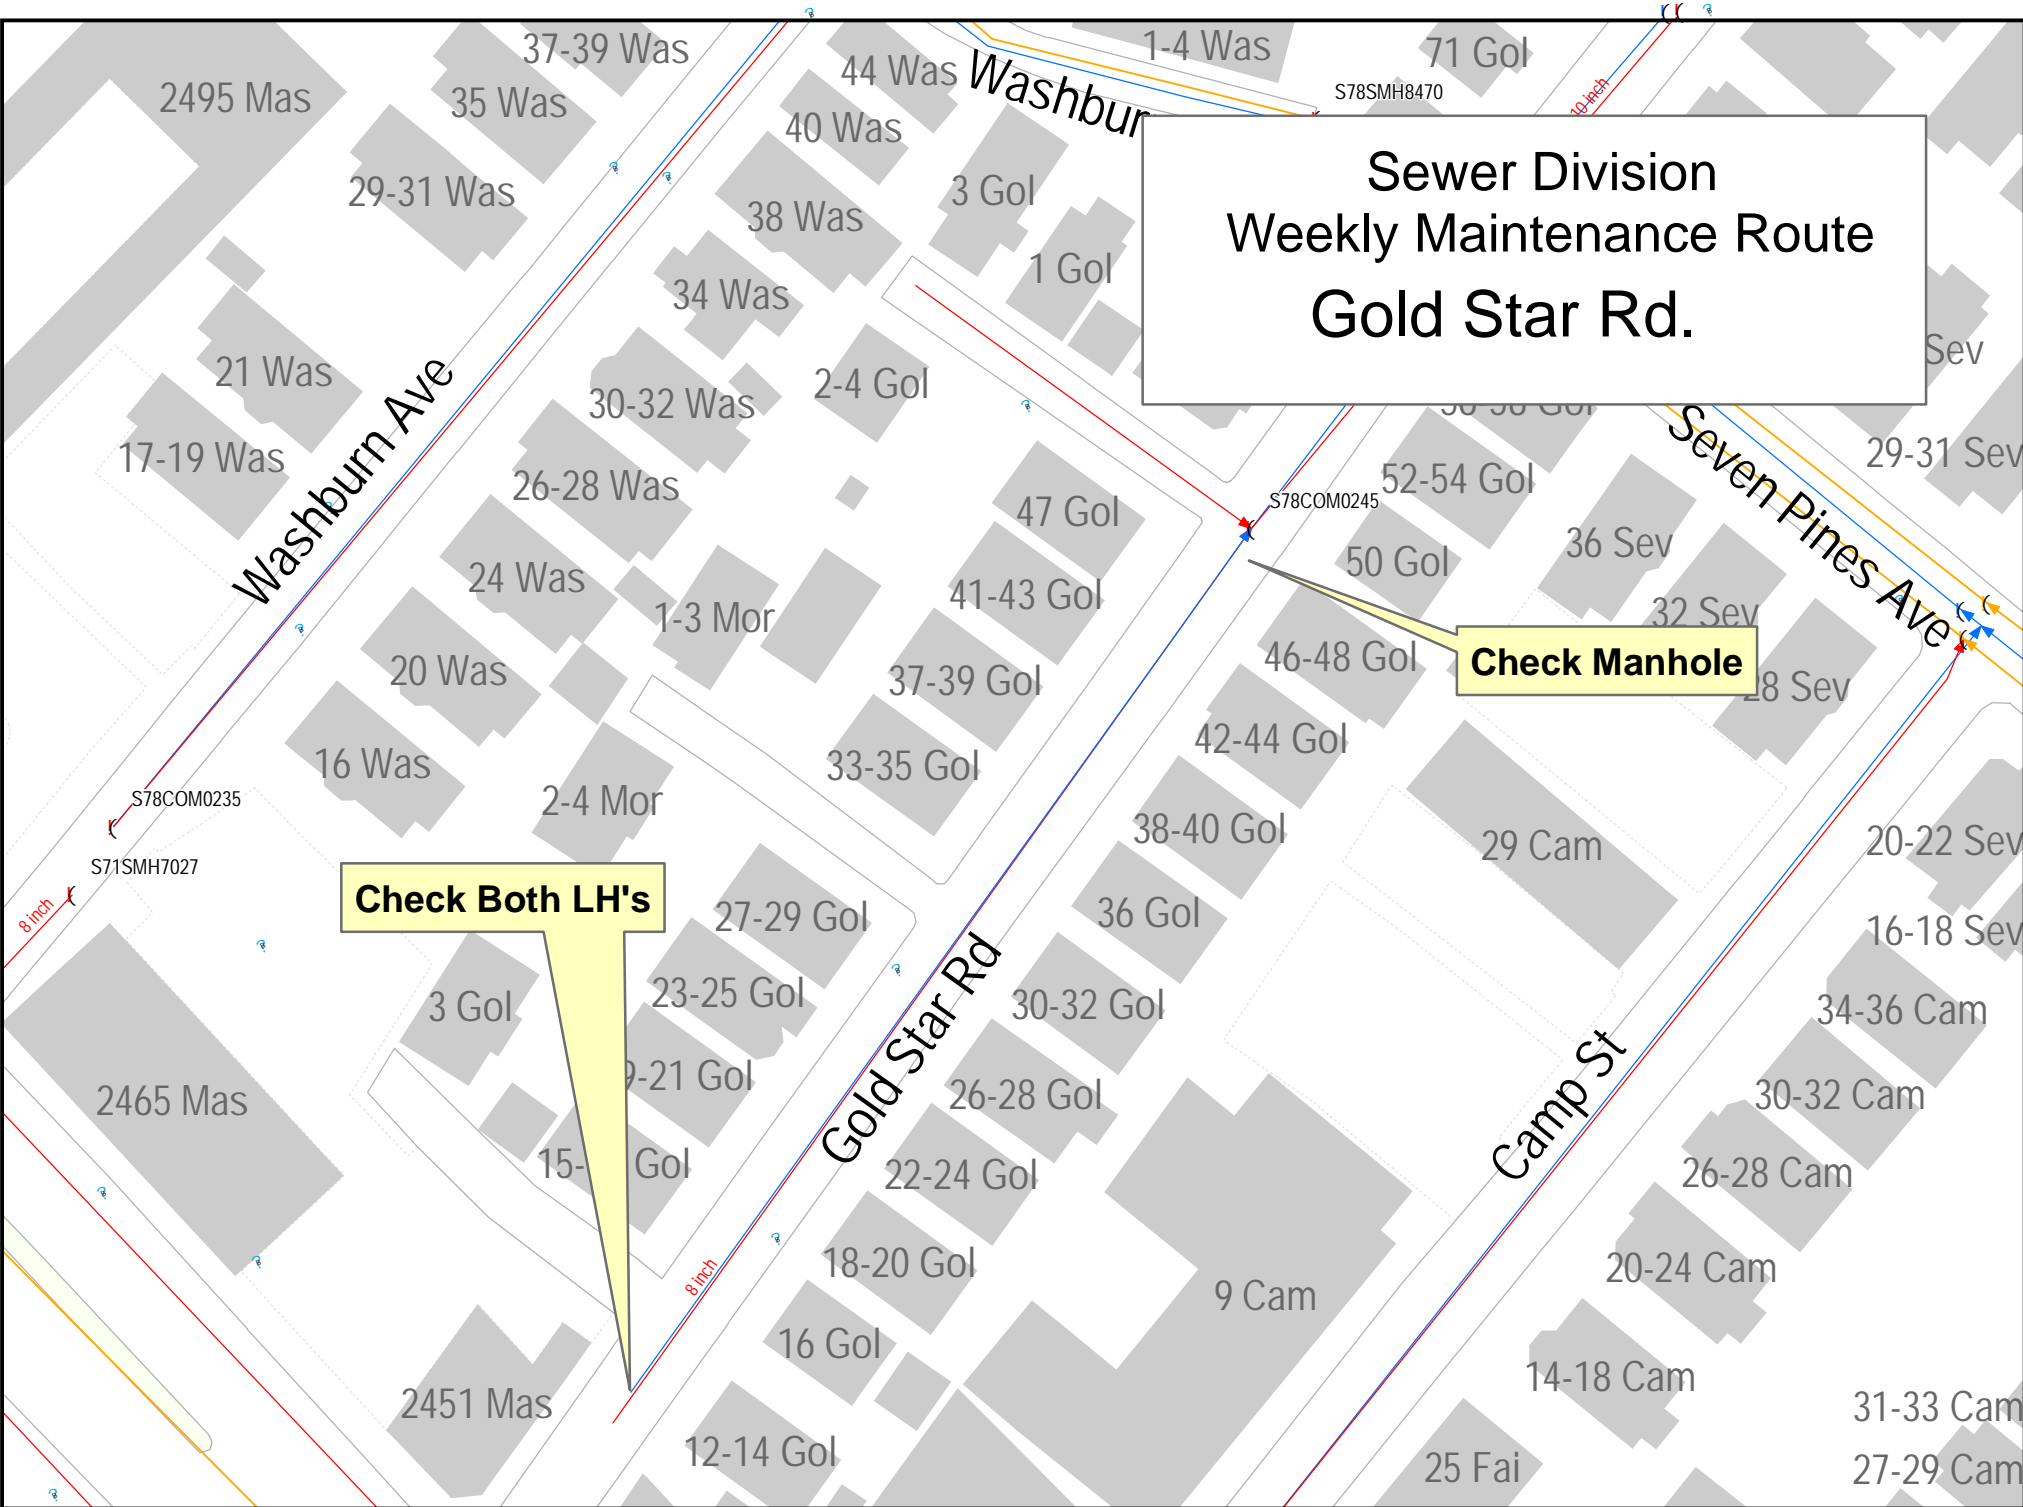 37-39 Was
1-4 Was
71 Gol
44 Was
2495 Mas
35 Was
Washbur
S78SMH8470
10 inch
40 Was
29-31 Was
3 Gol
38 Was
1 Gol
34 Was
Sewer Division
Weekly Maintenance Route
Gold Star Rd.
Sev
21 Was
30-32 Was
2-4 Gol
17-19 Was
Washburn Ave
26-28 Was
47 Gol
S78COM0245
52-54 Gol
Seven Pines Ave
29-31 Sev
24 Was
1-3 Mor
41-43 Gol
50 Gol
36 Sev
32 Sev
20 Was
37-39 Gol
46-48 Gol
Check Manhole
28 Sev
16 Was
2-4 Mor
33-35 Gol
42-44 Gol
S78COM0235
S71SMH7027
8 inch
38-40 Gol
29 Cam
20-22 Sev
Check Both LH's
27-29 Gol
36 Gol
16-18 Sev
3 Gol
23-25 Gol
Gold Star Rd
30-32 Gol
34-36 Cam
2465 Mas
9-21 Gol
26-28 Gol
Camp St
30-32 Cam
15- Gol
22-24 Gol
26-28 Cam
8 inch
18-20 Gol
9 Cam
20-24 Cam
16 Gol
2451 Mas
14-18 Cam
31-33 Cam
12-14 Gol
25 Fai
27-29 Cam